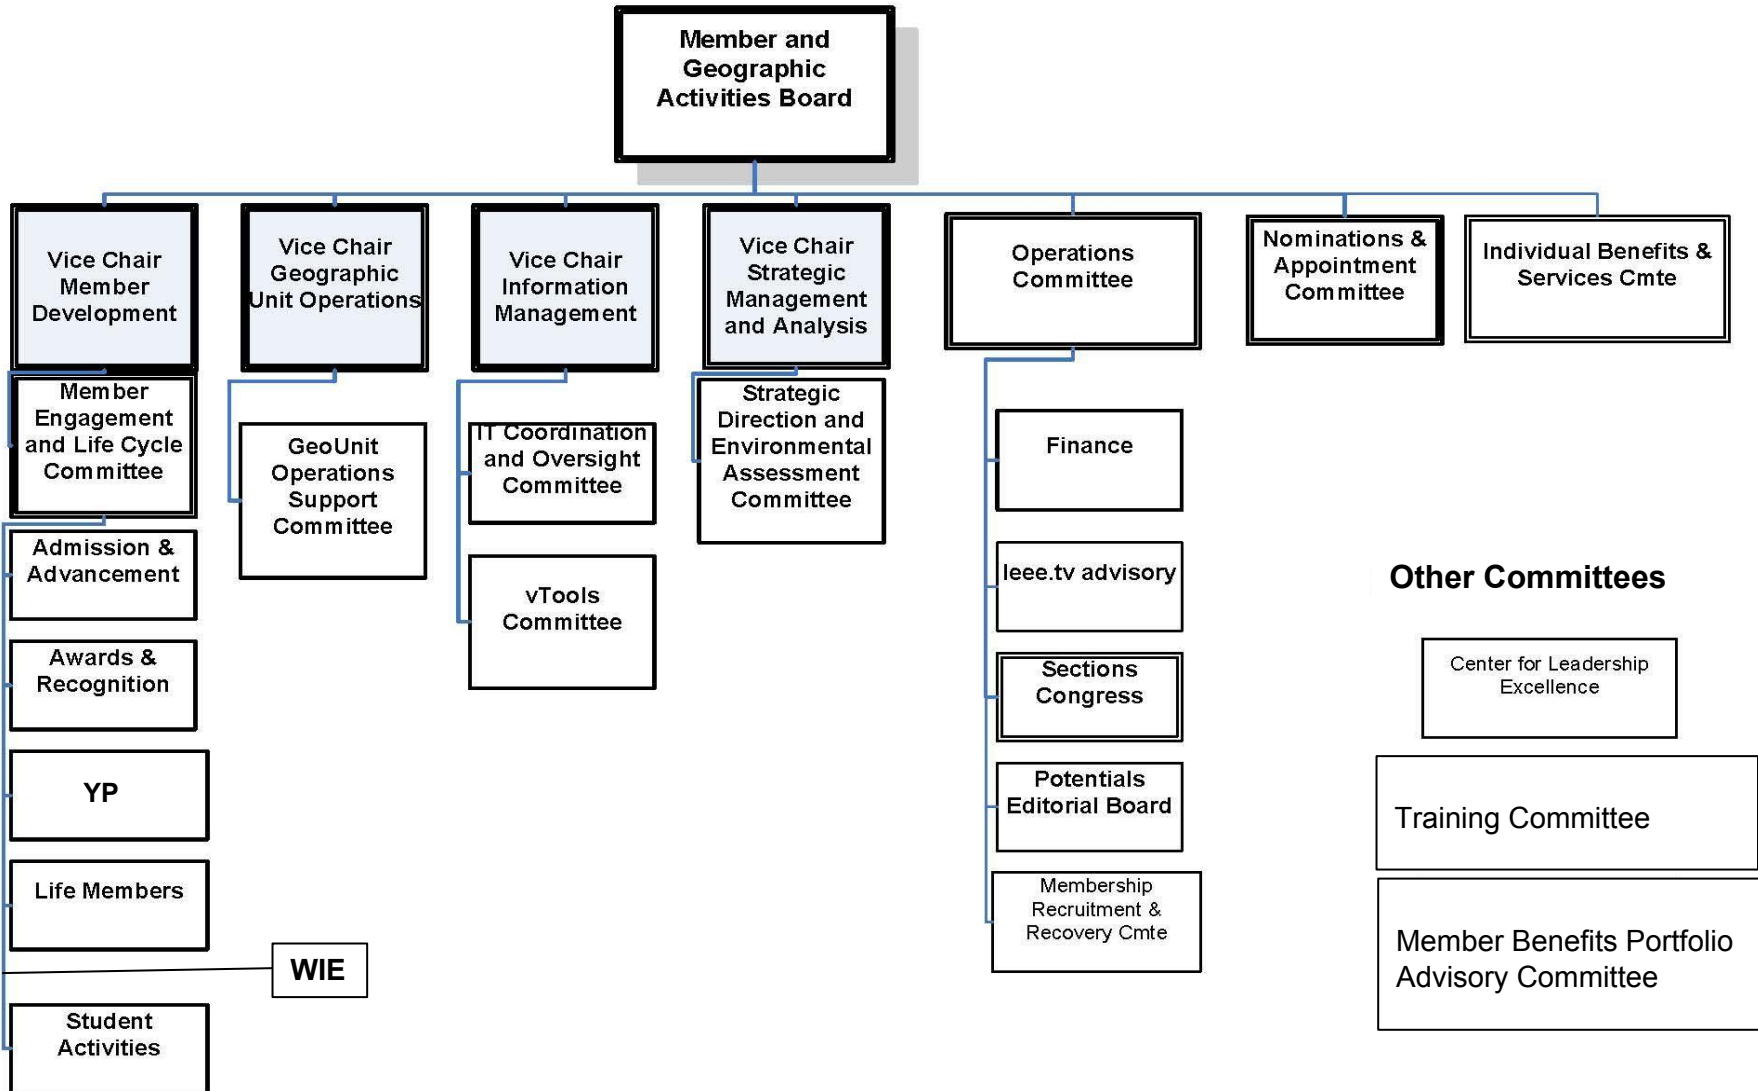 Member and
Geographic
Activities Board
Vice Chair
Member
Development
Vice Chair
Geographic
Unit Operations
Vice Chair
Information
Management
Vice Chair
Strategic
Management
and Analysis
Operations
Committee
Nominations &
Appointment
Committee
Individual Benefits &
Services Cmte
Member
Engagement
and Life Cycle
Committee
GeoUnit
Operations
Support
Committee
IT Coordination
and Oversight
Committee
Strategic
Direction and
Environmental
Assessment
Committee
Finance
Admission &
Advancement
vTools
Committee
Ieee.tv advisory
Other Committees
Awards &
Recognition
Sections
Congress
Center for Leadership
Excellence
YP
Potentials
Editorial Board
Training Committee
Life Members
Membership
Recruitment &
Recovery Cmte
Member Benefits Portfolio
Advisory Committee
WIE
Student
Activities